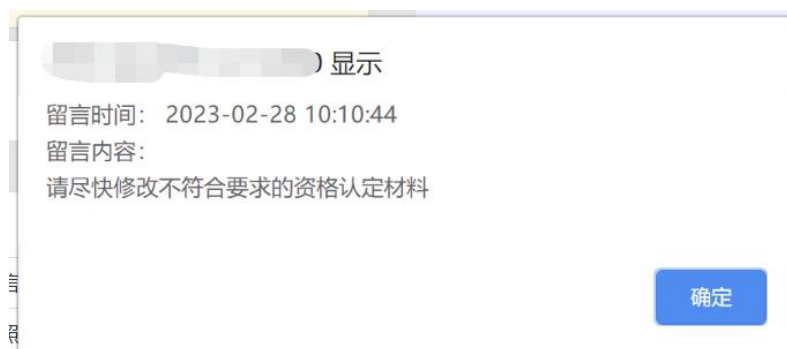 显示
留言时间： 2023-02-28 10:10:44
留言内容：
请尽快修改不符合要求的资格认定材料
确定